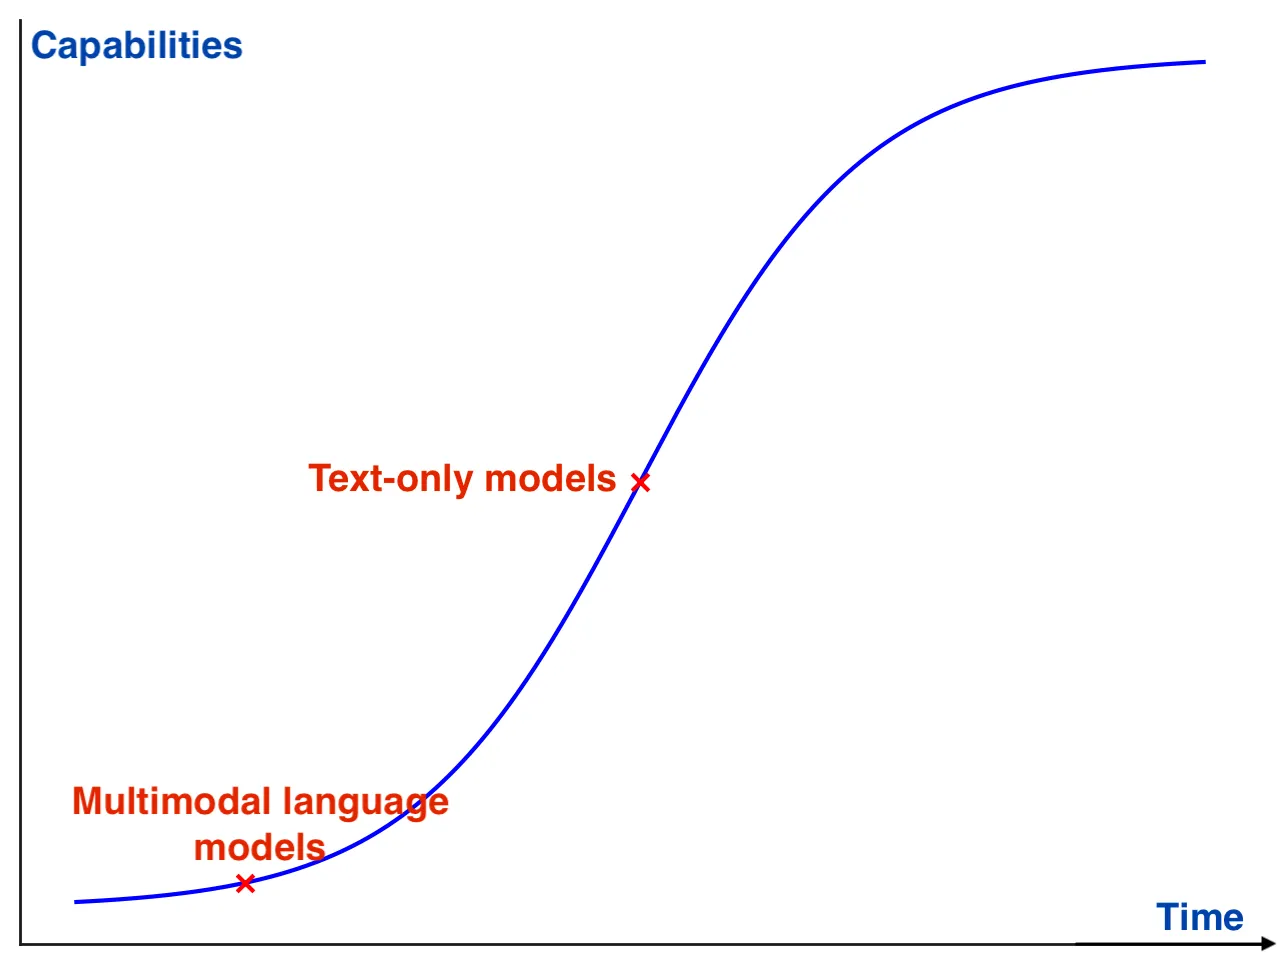 Capabilities
Text-only models
Multimodal language
models
Time